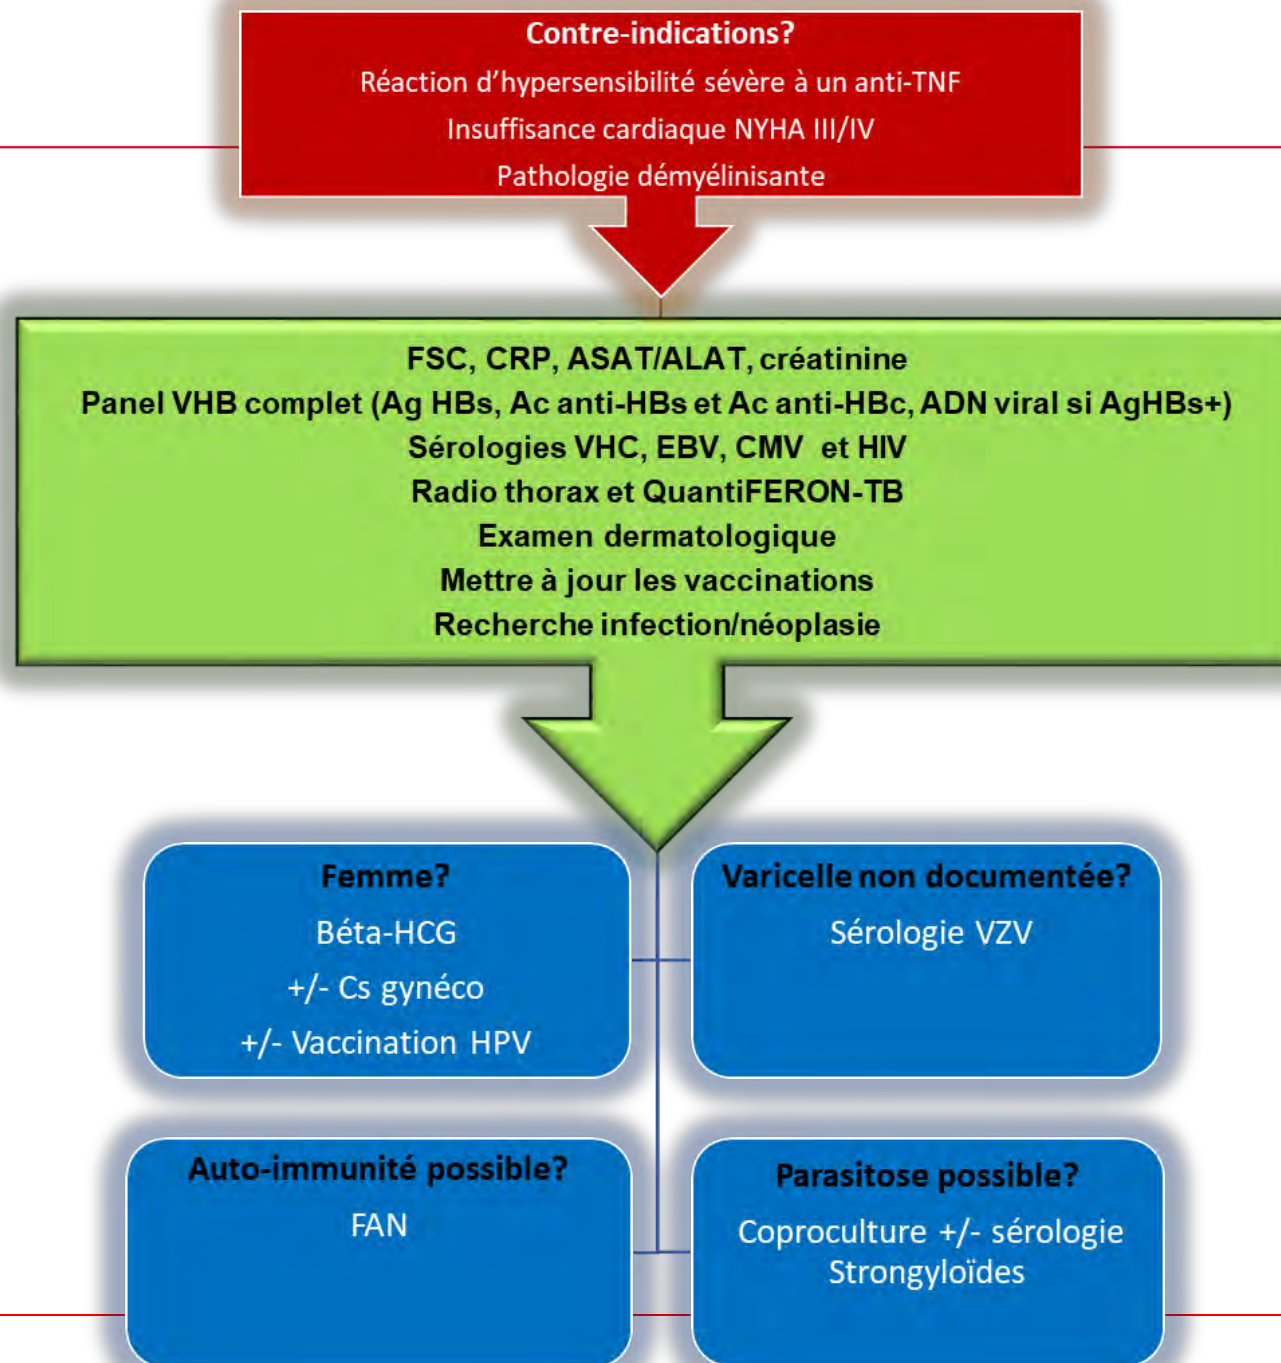 Contre-indications?
Réaction d'hypersensibilité sévère à un anti-TNF
Insuffisance cardiaque NYHA III/IV
Pathologie démyélinisante
FSC, CRP, ASAT/ALAT, créatinine
Panel VHB complet (Ag HBs, Ac anti-HBs et Ac anti-HBc, ADN viral si AgHBs+)
Sérologies VHC, EBV, CMV et HIV
Radio thorax et QuantiFERON-TB
Examen dermatologique
Mettre à jour les vaccinations
Recherche infection/néoplasie
Femme?
Béta-HCG
+/- Cs gynéco
+/- Vaccination HPV
Varicelle non documentée?
Sérologie VZV
Auto-immunité possible?
FAN
Parasitose possible?
Coproculture +/- sérologie
Strongyloïdes